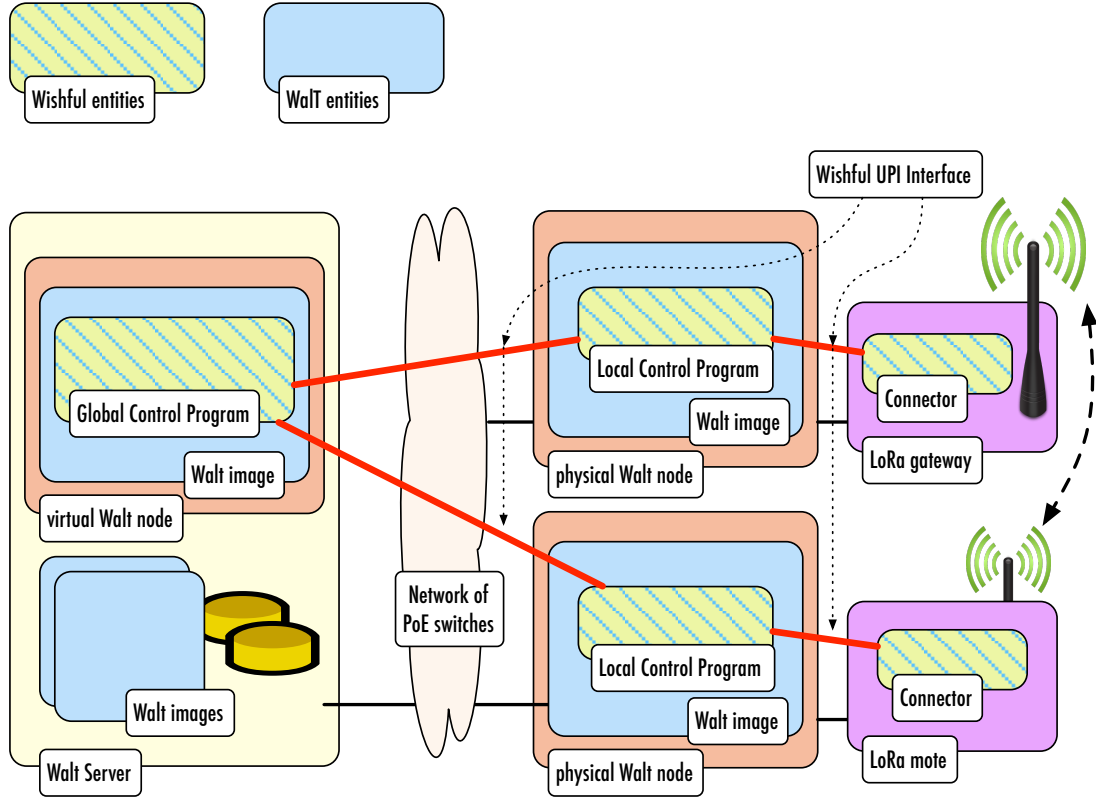 Wishful entities
WalT entities
Wishful UPI Interface
Global Control Program
Walt image
virtual Walt node
Walt images
Walt Server
Network of
PoE switches
Local Control Program
Walt image
physical Walt node
Connector
LoRa gateway
Local Control Program
Walt image
physical Walt node
Connector
LoRa mote